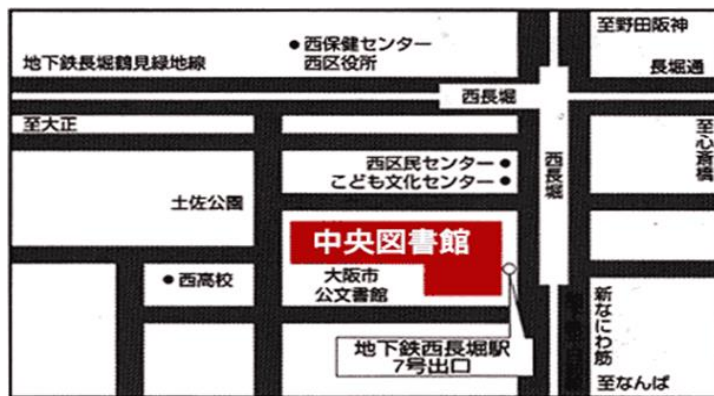 至野田阪神
西保健センター
西区役所
地下鉄長堀鶴見緑地線
長堀通
西長堀
至大正
至心斎橋
西区民センター
こども文化センター
西長堀
土佐公園
中央図書館
大阪市
公文書館
西高校
新なにわ筋
地下鉄西長堀駅
7号出口
至なんば